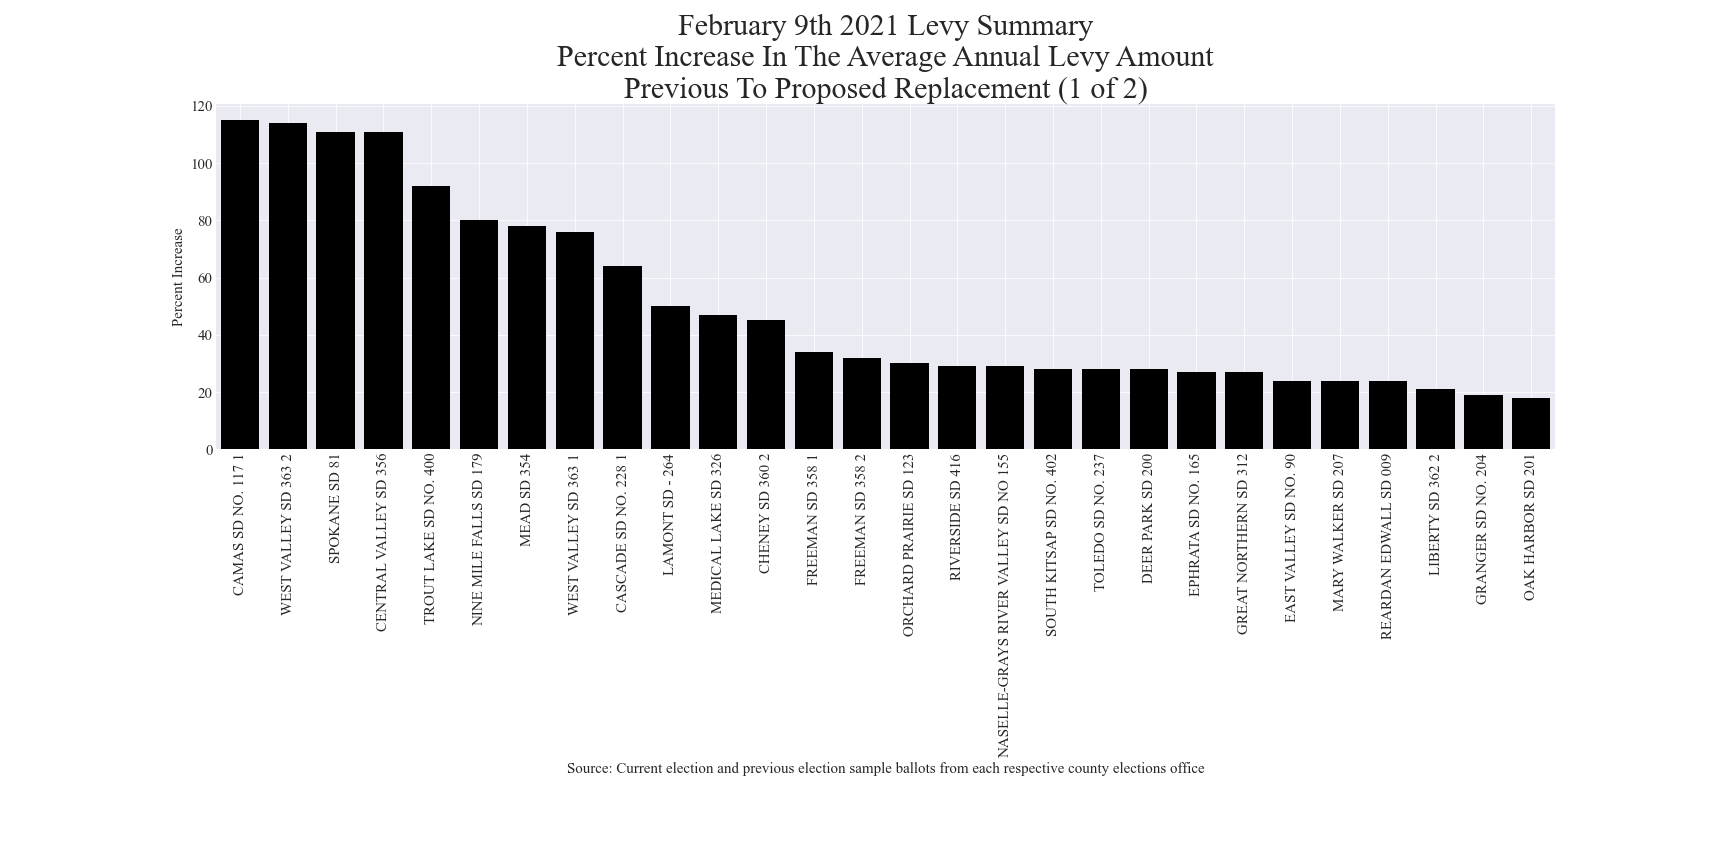 February 9th 2021 Levy Summary
Percent Increase In The Average Annual Levy Amount
Previous To Proposed Replacement (1 of 2)
120
100
80
60
40
20
0
Percent Increase
CAMAS SD NO. 117 1
WEST VALLEY SD 363 2
SPOKANE SD 81
CENTRAL VALLEY SD 356
TROUT LAKE SD NO. 400
NINE MILE FALLS SD 179
MEAD SD 354
WEST VALLEY SD 363 1
CASCADE SD NO. 228 1
LAMONT SD - 264
MEDICAL LAKE SD 326
CHENEY SD 360 2
FREEMAN SD 358 1
FREEMAN SD 358 2
ORCHARD PRAIRIE SD 123
RIVERSIDE SD 416
NASELLE-GRAYS RIVER VALLEY SD NO 155
SOUTH KITSAP SD NO. 402
TOLEDO SD NO. 237
DEER PARK SD 200
EPHRATA SD NO. 165
GREAT NORTHERN SD 312
EAST VALLEY SD NO. 90
MARY WALKER SD 207
REARDAN EDWALL SD 009
LIBERTY SD 362 2
GRANGER SD NO. 204
OAK HARBOR SD 201
Source: Current election and previous election sample ballots from each respective county elections office